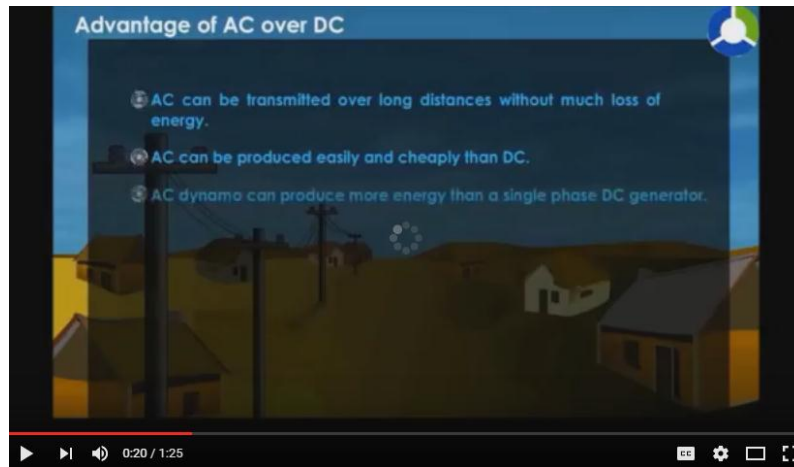 Advantage of AC over DC
AC can be transmitted over long distances without much loss of
energy.
AC can be produced easily and cheaply than DC.
AC dynamo can produce more energy than a single phase DC generator.
0:20 / 1:25
CC